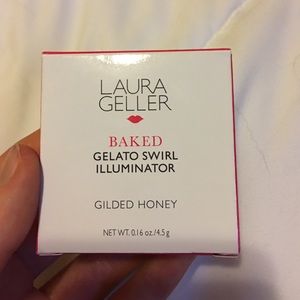 LAURA
GELLER
BAKED
GELATO SWIRL
ILLUMINATOR
GILDED HONEY
NET WT. 0.16 oz./4.5 g